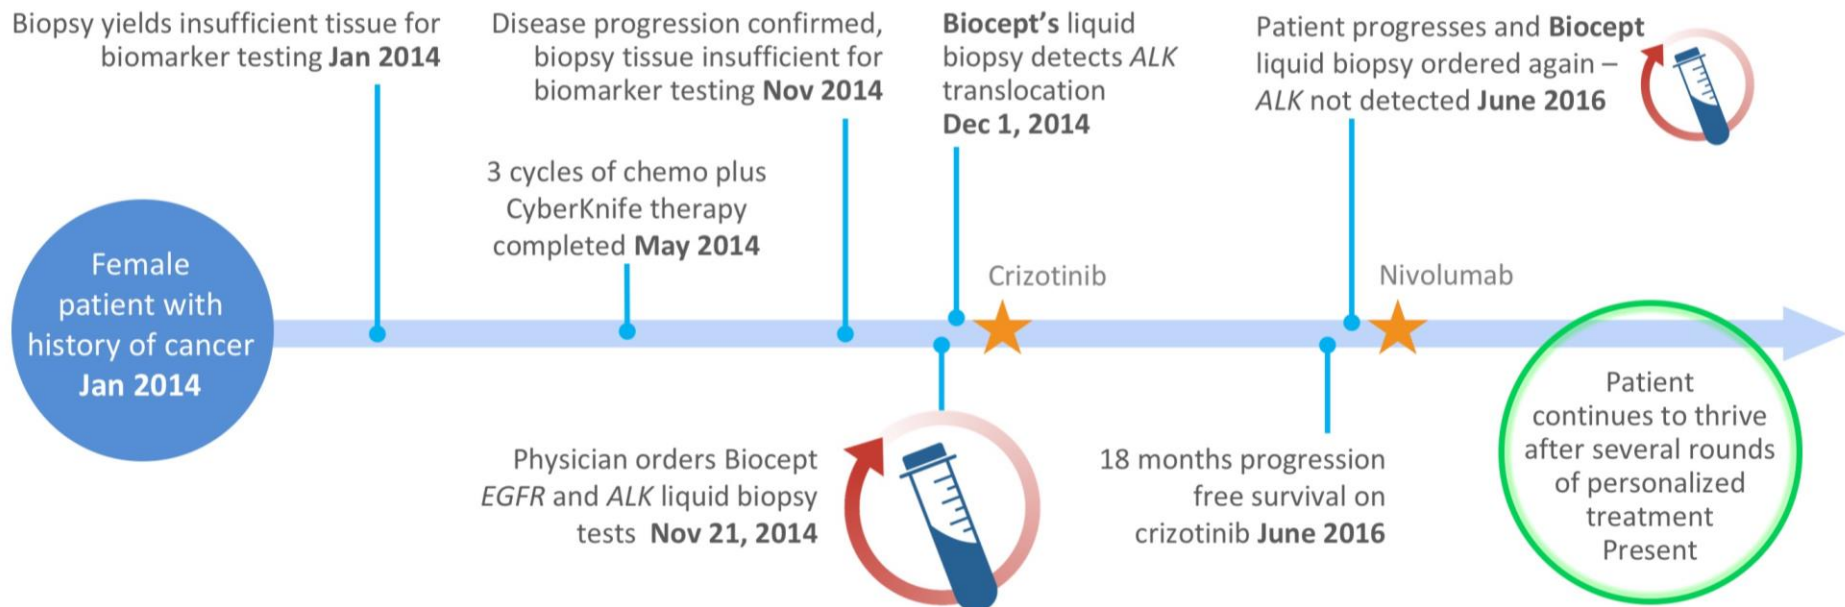 Biopsy yields insufficient tissue for
biomarker testing Jan 2014
Disease progression confirmed,
biopsy tissue insufficient for
biomarker testing Nov 2014
Biocept's liquid
biopsy detects ALK
translocation
Dec 1, 2014
Patient progresses and Biocept
liquid biopsy ordered again –
ALK not detected June 2016
3 cycles of chemo plus
CyberKnife therapy
completed May 2014
Female
patient with
history of cancer
Jan 2014
Crizotinib
Nivolumab
Physician orders Biocept
EGFR and ALK liquid biopsy
tests Nov 21, 2014
18 months progression
free survival on
crizotinib June 2016
Patient
continues to thrive
after several rounds
of personalized
treatment
Present